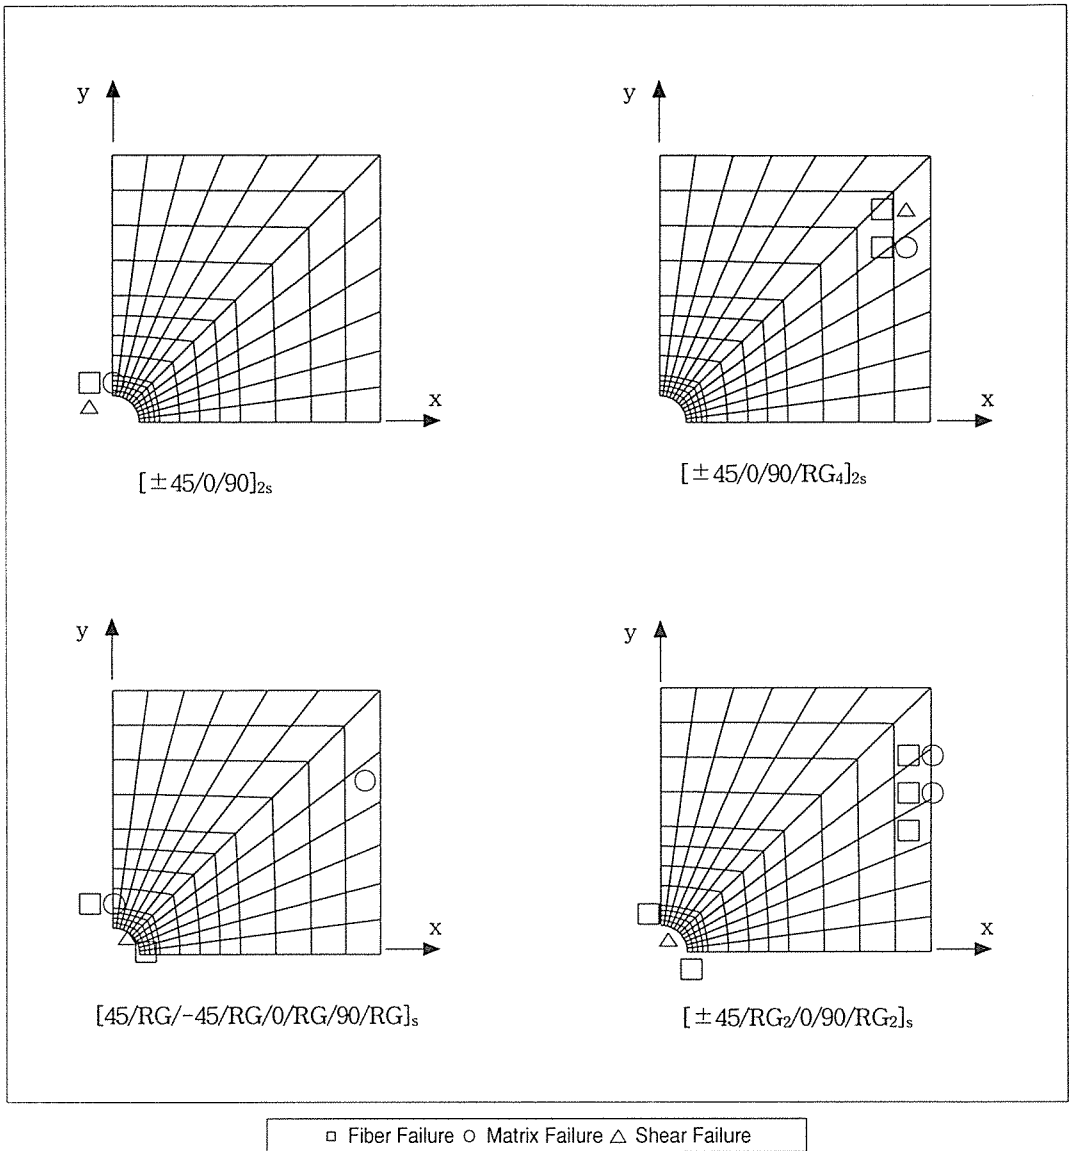 y
y
x
x
[±45/0/90]2s
[±45/0/90/RG4]2s
y
y
x
x
[45/RG/-45/RG/0/RG/90/RG]s
[±45/RG2/0/90/RG2]s
□ Fiber Failure ○ Matrix Failure △ Shear Failure